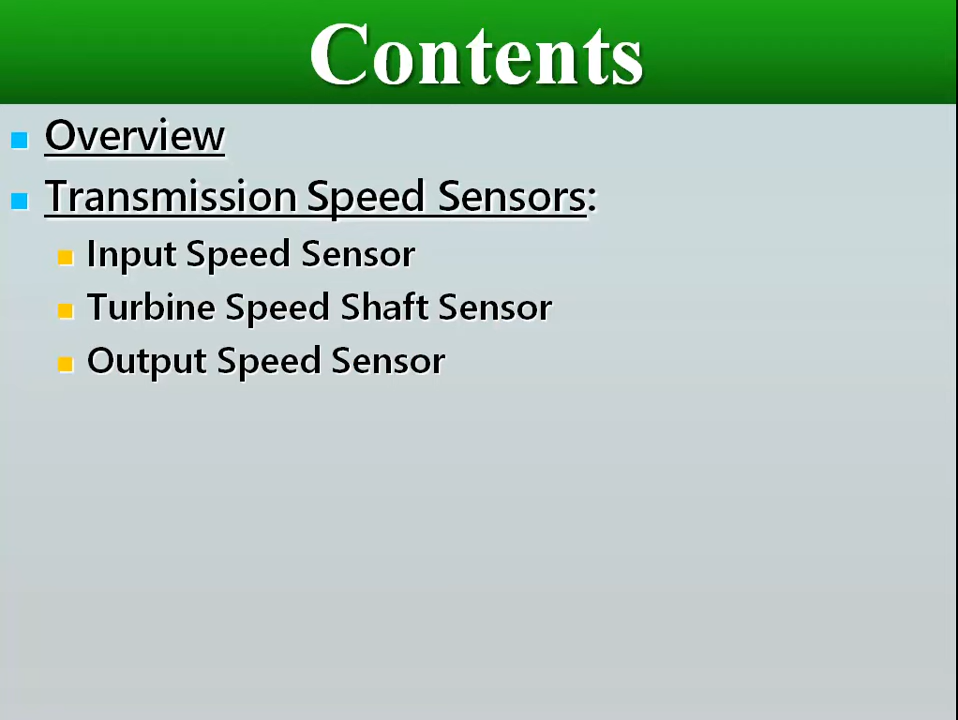 Contents
Overview
Transmission Speed Sensors:
Input Speed Sensor
Turbine Speed Shaft Sensor
Output Speed Sensor